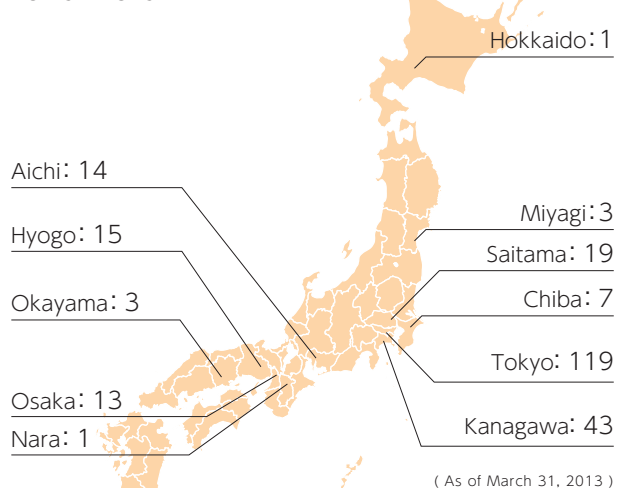 Hokkaido: 1
Aichi: 14
Miyagi: 3
Hyogo: 15
Saitama: 19
Okayama: 3
Chiba: 7
Tokyo: 119
Osaka: 13
Kanagawa: 43
Nara: 1
( As of March 31, 2013 )